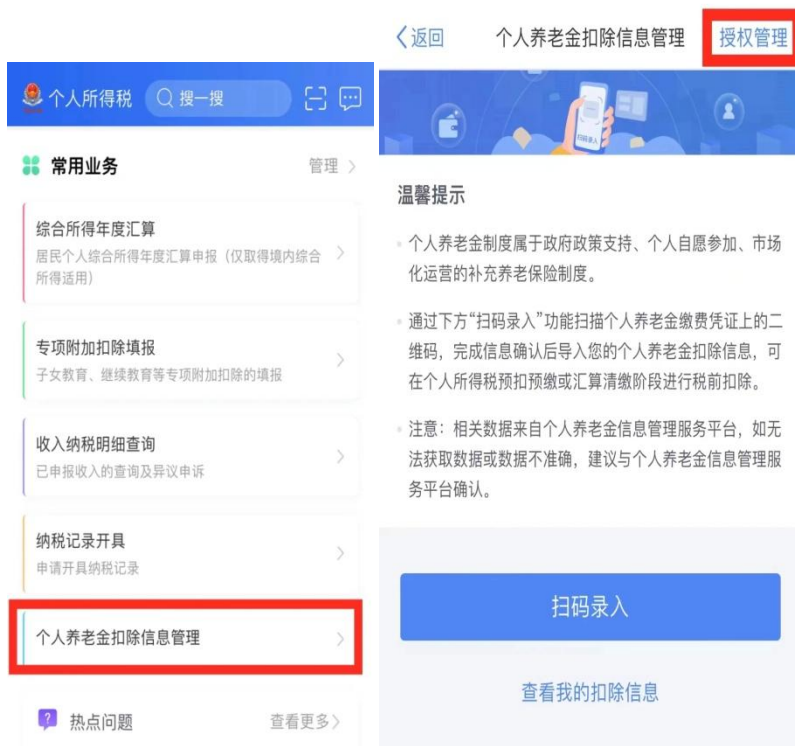 个人所得税
搜一搜
常用业务
管理
综合所得年度汇算
居民个人综合所得年度汇算申报（仅取得境内综合
所得适用）
专项附加扣除填报
子女教育、继续教育等专项附加扣除的填报
收入纳税明细查询
已申报收入的查询及异议申诉
纳税记录开具
申请开具纳税记录
个人养老金扣除信息管理
热点问题
查看更多
返回
个人养老金扣除信息管理
授权管理
扫码录入
温馨提示
个人养老金制度属于政府政策支持、个人自愿参加、市场
化运营的补充养老保险制度。
通过下方“扫码录入”功能扫描个人养老金缴费凭证上的二
维码，完成信息确认后导入您的个人养老金扣除信息，可
在个人所得税预扣预缴或汇算清缴阶段进行税前扣除。
注意：相关数据来自个人养老金信息管理服务平台，如无
法获取数据或数据不准确，建议与个人养老金信息管理服
务平台确认。
扫码录入
查看我的扣除信息